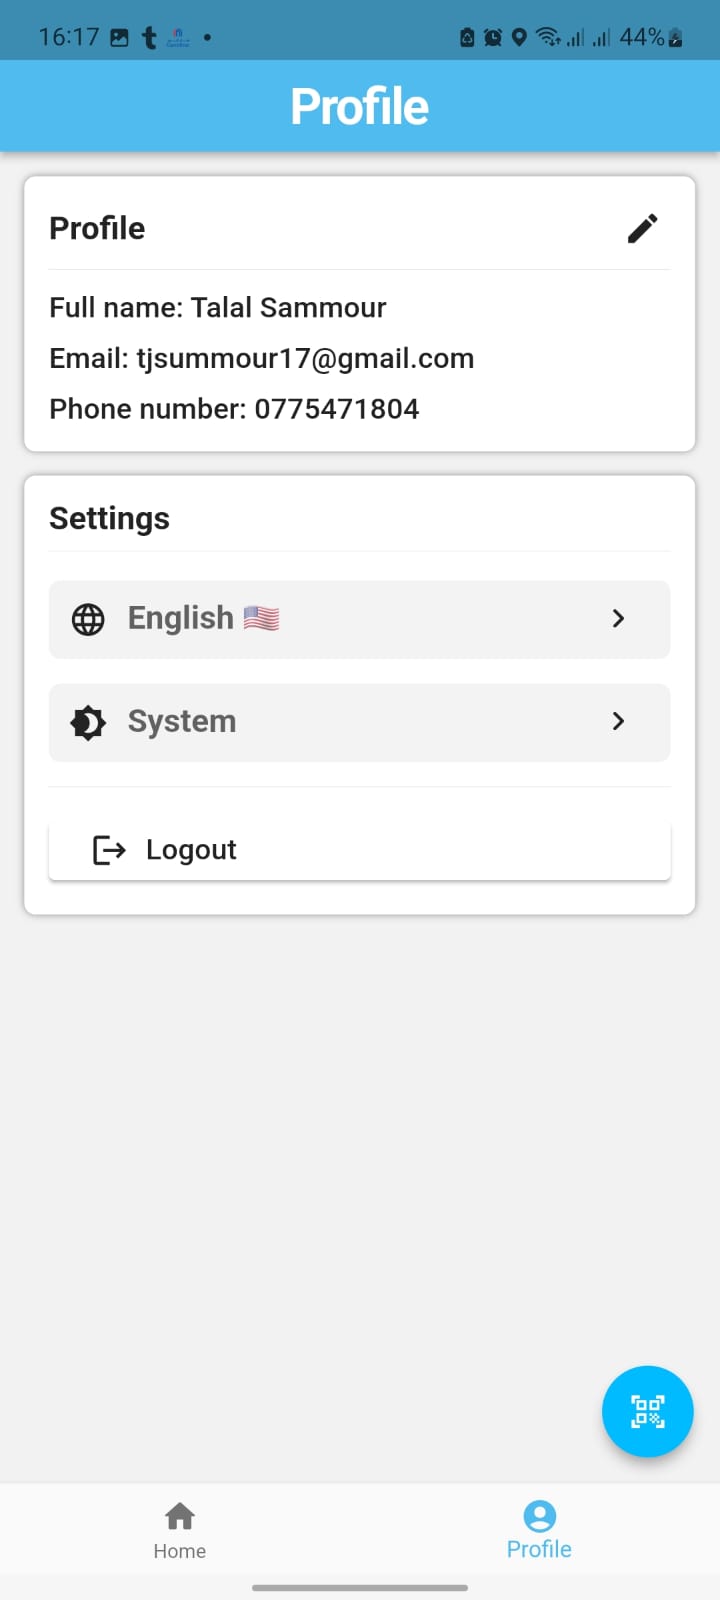 16:17
44%
Profile
Profile
Full name: Talal Sammour
Email: tjsummour17@gmail.com
Phone number: 0775471804
Settings
English
System
Logout
Home
Profile